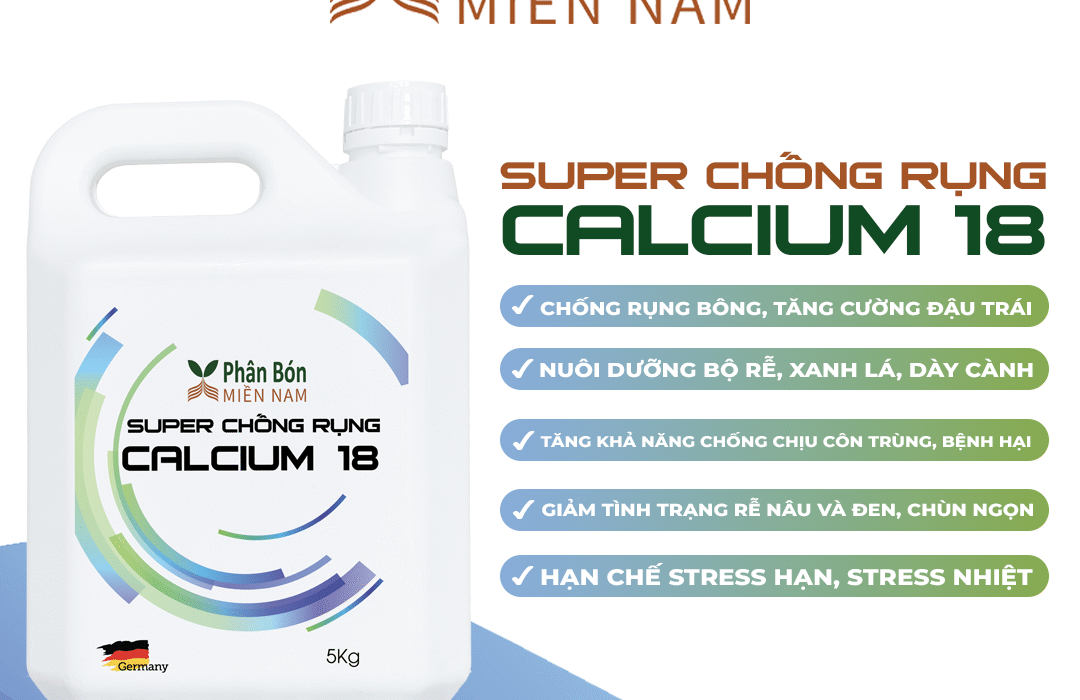 MIỀN NAM
SUPER CHỐNG RỤNG
CALCIUM 18
✓ CHỐNG RỤNG BÔNG, TĂNG CƯỜNG ĐẬU TRÁI
✓ NUÔI DƯỠNG BỘ RỄ, XANH LÁ, DÀY CÀNH
✓ TĂNG KHẢ NĂNG CHỐNG CHỊU CÔN TRÙNG, BỆNH HẠI
✓ GIẢM TÌNH TRẠNG RỄ NÂU VÀ ĐEN, CHÙN NGỌN
✓ HẠN CHẾ STRESS HẠN, STRESS NHIỆT
Phân Bón
MIỀN NAM
SUPER CHỐNG RỤNG
CALCIUM 18
Germany
5Kg